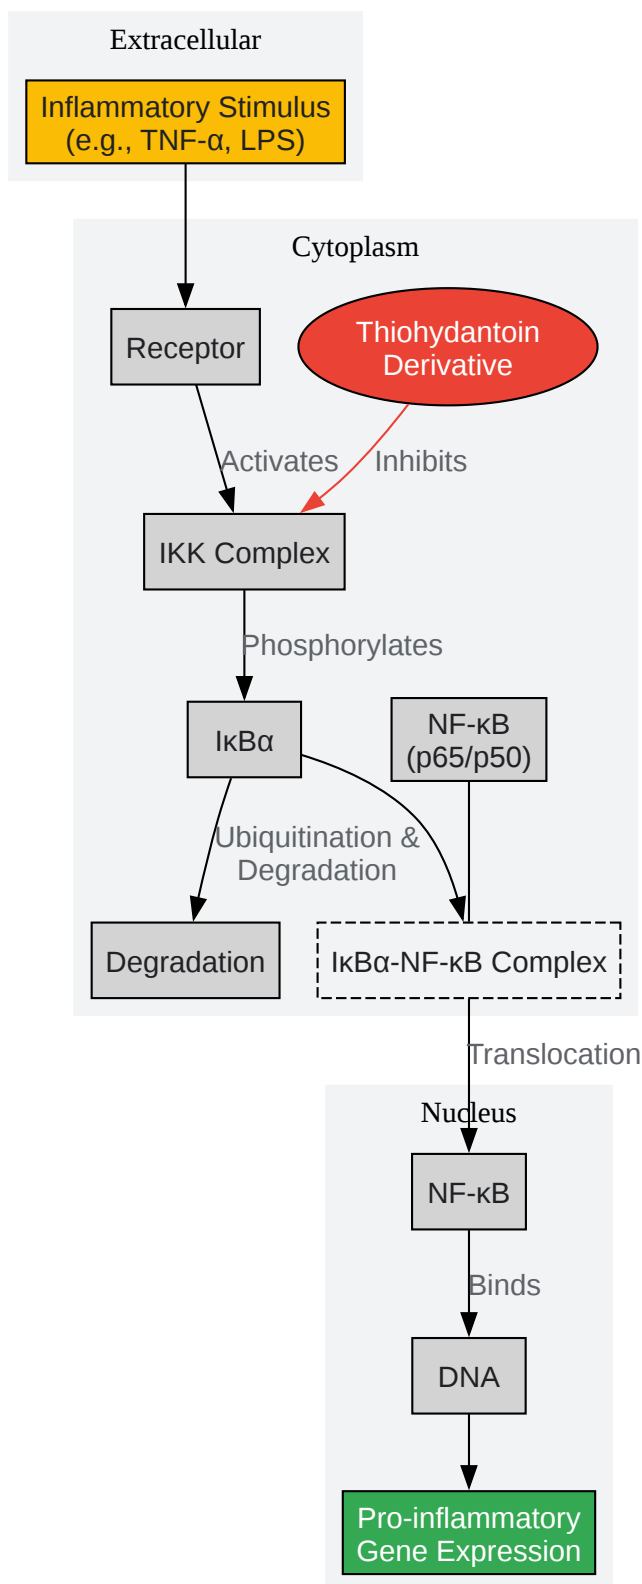 Extracellular
Inflammatory Stimulus
(e.g., TNF-α, LPS)
Cytoplasm
Receptor
Thiohydantoin
Derivative
Activates
Inhibits
IKK Complex
Phosphorylates
IκBα
NF-κB
(p65/p50)
Ubiquitination &
Degradation
Degradation
IκBα-NF-κB Complex
Translocation
Nucleus
NF-κB
Binds
DNA
Pro-inflammatory
Gene Expression